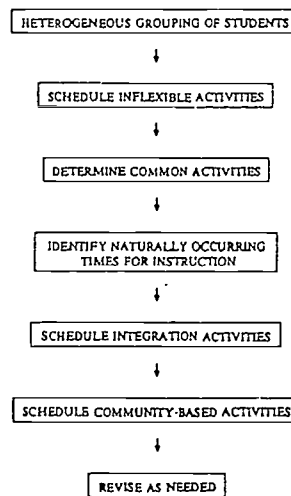 HETEROGENEOUS GROUPING OF STUDENTS
SCHEDULE INFLEXIBLE ACTIVITIES
DETERMINE COMMON ACTIVITIES
IDENTIFY NATURALLY OCCURRING
TIMES FOR INSTRUCTION
SCHEDULE INTEGRATION ACTIVITIES
SCHEDULE COMMUNITY-BASED ACTIVITIES
REVISE AS NEEDED